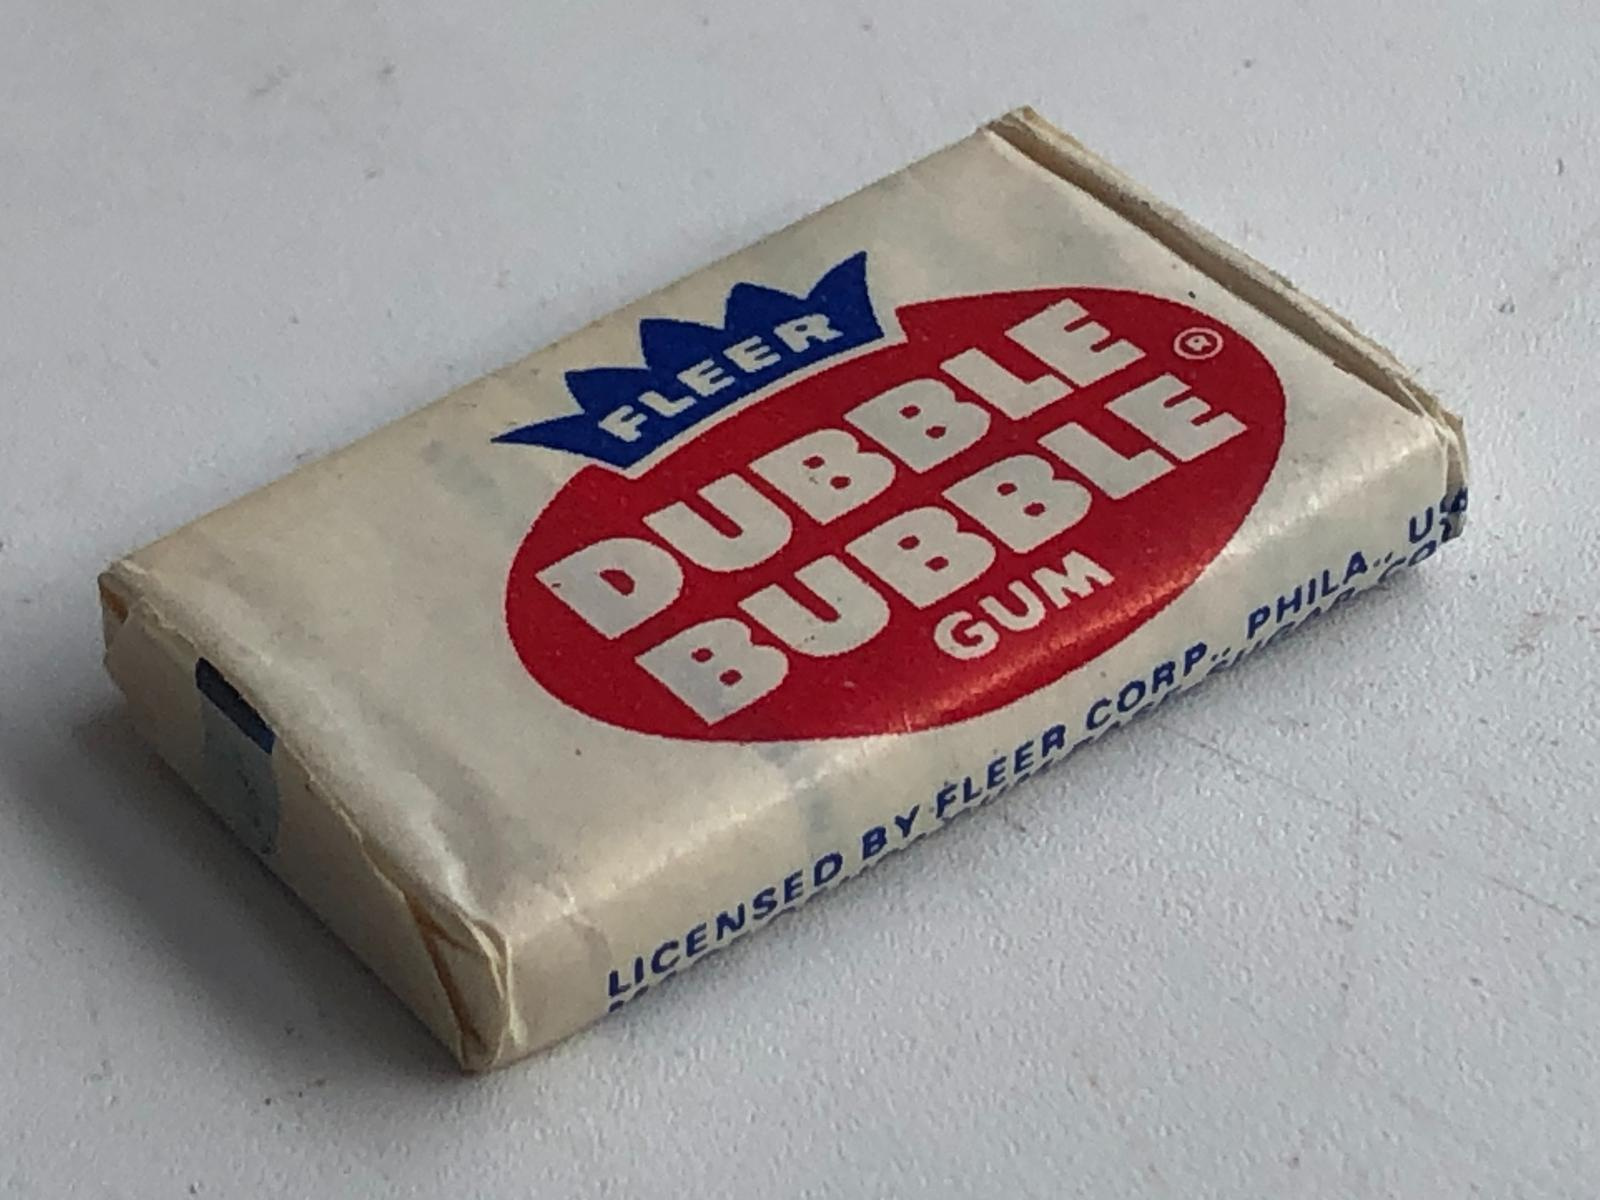 FLEER
DUBBLE ®
BUBBLE
GUM
LICENSED BY FLEER CORP., PHILA.,